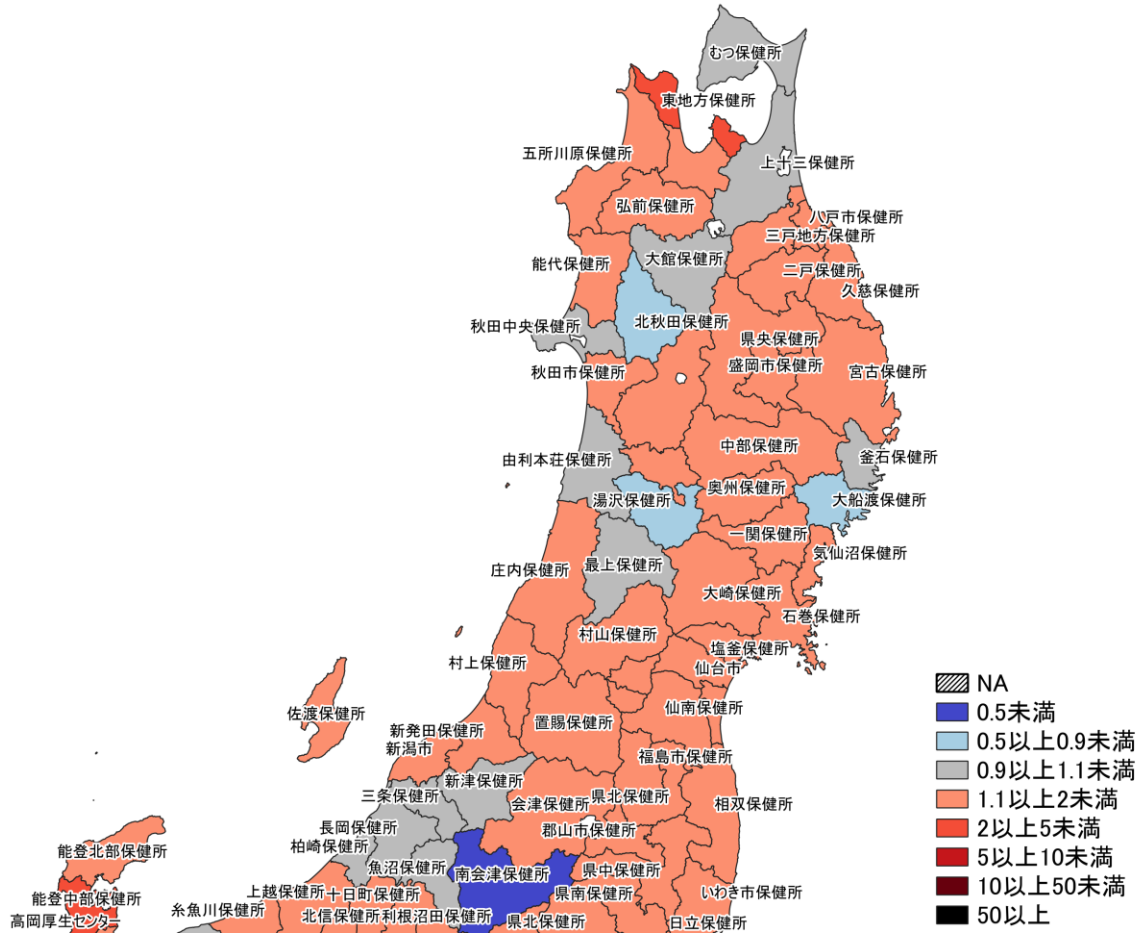 むつ保健所
東地方保健所
五所川原保健所
上十三保健所
弘前保健所
八戸市保健所
三戸地方保健所
能代保健所
大館保健所
二戸保健所
久慈保健所
秋田中央保健所
北秋田保健所
県央保健所
秋田市保健所
盛岡市保健所
宮古保健所
中部保健所
由利本荘保健所
釜石保健所
湯沢保健所
奥州保健所
大船渡保健所
一関保健所
気仙沼保健所
庄内保健所
最上保健所
大崎保健所
石巻保健所
村山保健所
塩釜保健所
村上保健所
仙台市
佐渡保健所
置賜保健所
仙南保健所
新発田保健所
新潟市
福島市保健所
新津保健所
三条保健所
会津保健所
県北保健所
相双保健所
長岡保健所
郡山市保健所
柏崎保健所
能登北部保健所
魚沼保健所
南会津保健所
県中保健所
能登中部保健所
上越保健所
十日町保健所
県南保健所
いわき市保健所
高岡厚生センター
糸魚川保健所
北信保健所
利根沼田保健所
県北保健所
日立保健所
NA
0.5未満
0.5以上0.9未満
0.9以上1.1未満
1.1以上2未満
2以上5未満
5以上10未満
10以上50未満
50以上